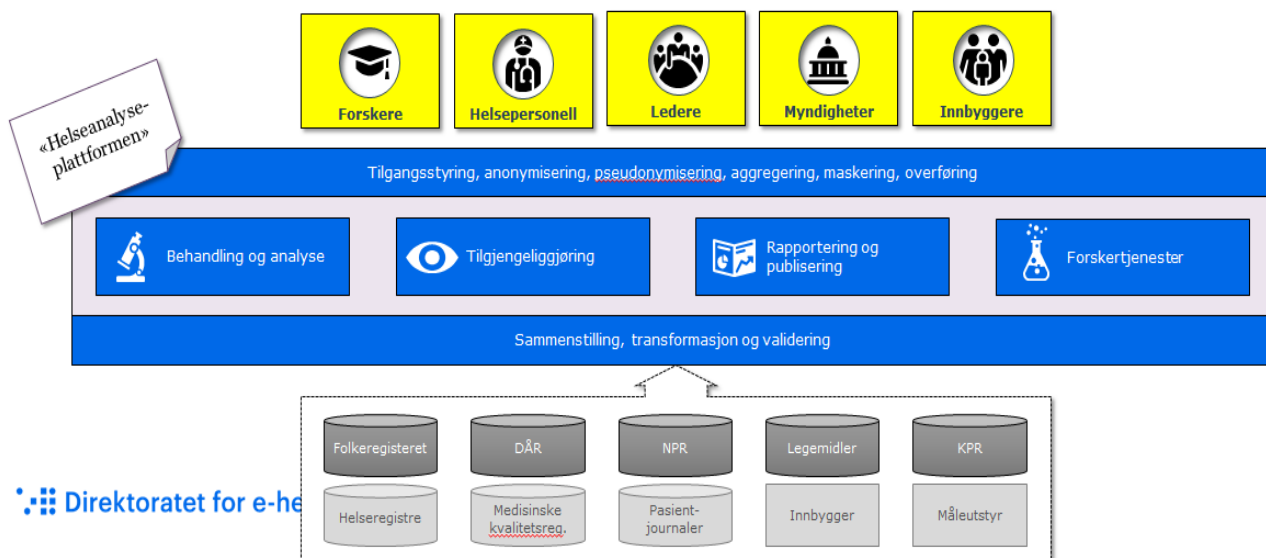 Forskere
Helsepersonell
Ledere
Myndigheter
Innbyggere
«Helseanalyse-
plattformen»
Tilgangsstyring, anonymisering, pseudonymisering, aggregering, maskering, overføring
Behandling og analyse
Tilgjengeliggjøring
Rapportering og
publisering
Forskertjenester
Sammenstilling, transformasjon og validering
Folkeregisteret
DÅR
NPR
Legemidler
KPR
Direktoratet for e-he
Helseregistre
Medisinske
kvalitetsreg.
Pasient-
journaler
Innbygger
Måleutstyr